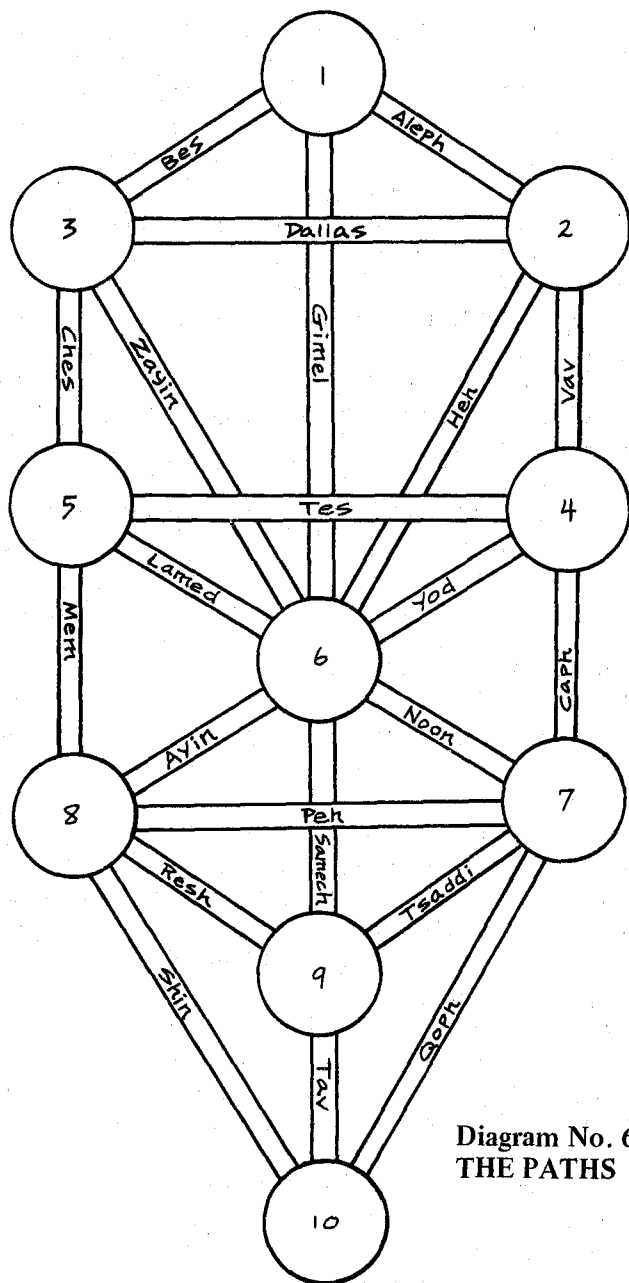 1
Bes
Aleph
3
Dallas
2
Ches
Zayin
Gimel
Heh
Vav
5
Tes
4
Lamed
Yod
Mem
6
Caph
Ayin
Noon
8
Peh
7
Samech
Resh
Tsaddi
9
Shin
Tav
Qoph
Diagram No. 6
THE PATHS
10